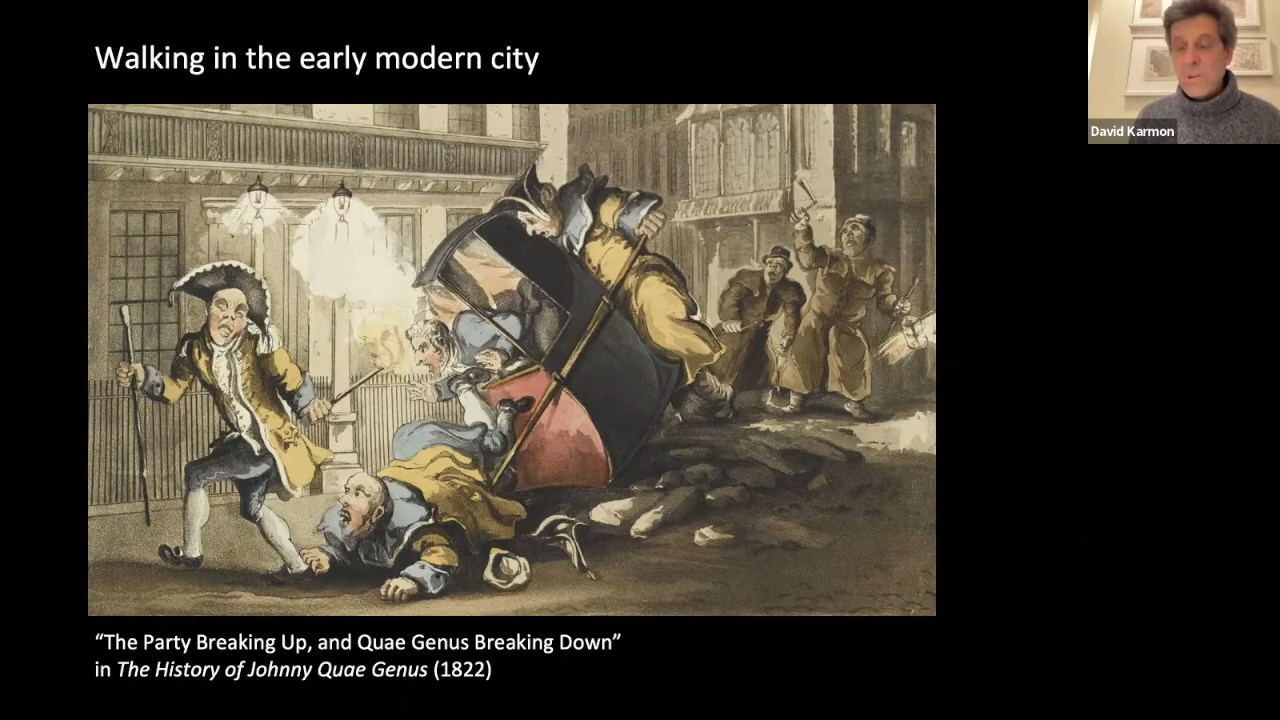 Walking in the early modern city
David Karmon
“The Party Breaking Up, and Quae Genus Breaking Down”
in The History of Johnny Quae Genus (1822)